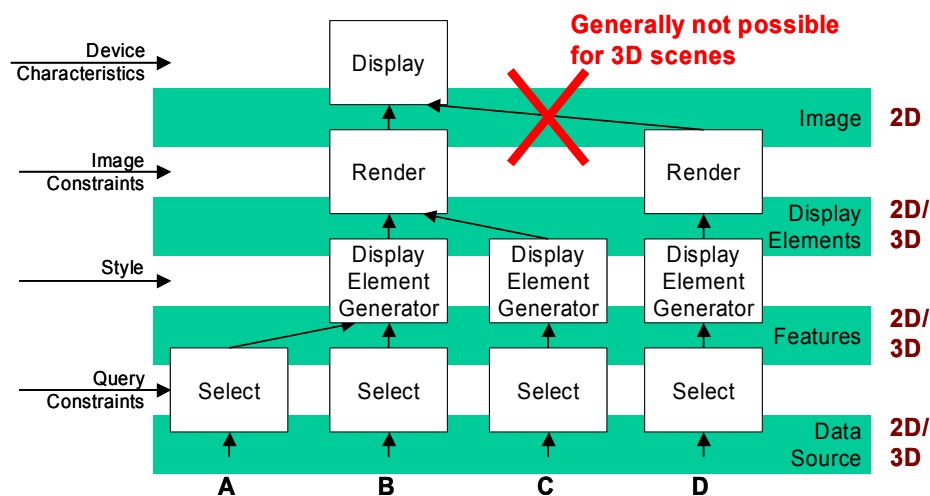 Generally not possible
for 3D scenes
Device
Characteristics
Display
Image
2D
Image
Constraints
Render
Render
Display
Elements
2D/
3D
Style
Display
Element
Generator
Display
Element
Generator
Display
Element
Generator
Features
2D/
3D
Query
Constraints
Select
Select
Select
Select
Data
Source
2D/
3D
A
B
C
D